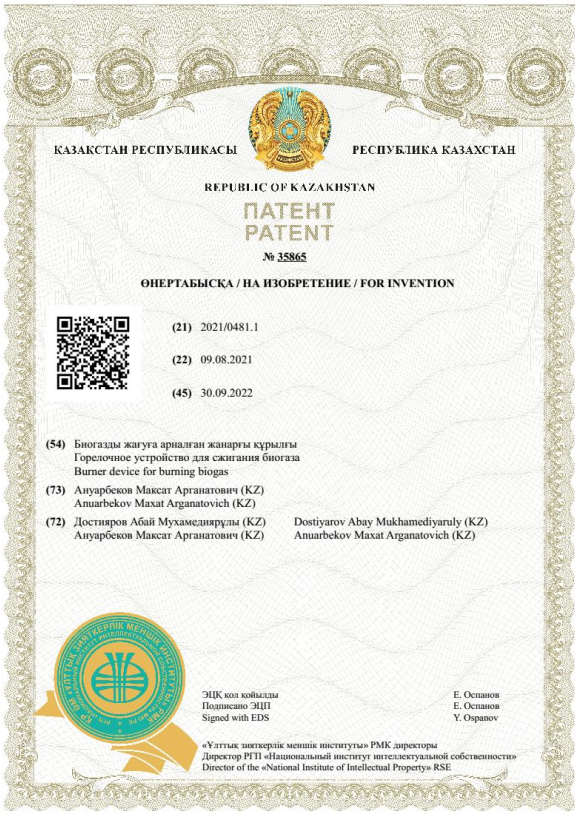 ҚАЗАҚСТАН РЕСПУБЛИКАСЫ РЕСПУБЛИКА КАЗАХСТАН
REPUBLIC OF KAZAKHSTAN
ПАТЕНТ
PATENT
№ 35865
ӨНЕРТАБЫСҚА / НА ИЗОБРЕТЕНИЕ / FOR INVENTION
(21) 2021/0481.1
(22) 09.08.2021
(45) 30.09.2022
(54) Биогазды жағуға арналған жанарғы құрылғы
Горелочное устройство для сжигания биогаза
Burner device for burning biogas
(73) Ануарбеков Максат Арганатович (KZ)
Anuarbekov Maxat Arganatovich (KZ)
(72) Достияров Абай Мухамедиярұлы (KZ) Dostiyarov Abay Mukhamediyaruly (KZ)
Ануарбеков Максат Арганатович (KZ) Anuarbekov Maxat Arganatovich (KZ)
ЭЦҚ қол қойылды Е. Оспанов
Подписано ЭЦП Е. Оспанов
Signed with EDS Y. Ospanov
«Ұлттық зияткерлік меншік институты» РМК директоры
Директор РГП «Национальный институт интеллектуальной собственности»
Director of the «National Institute of Intellectual Property» RSE